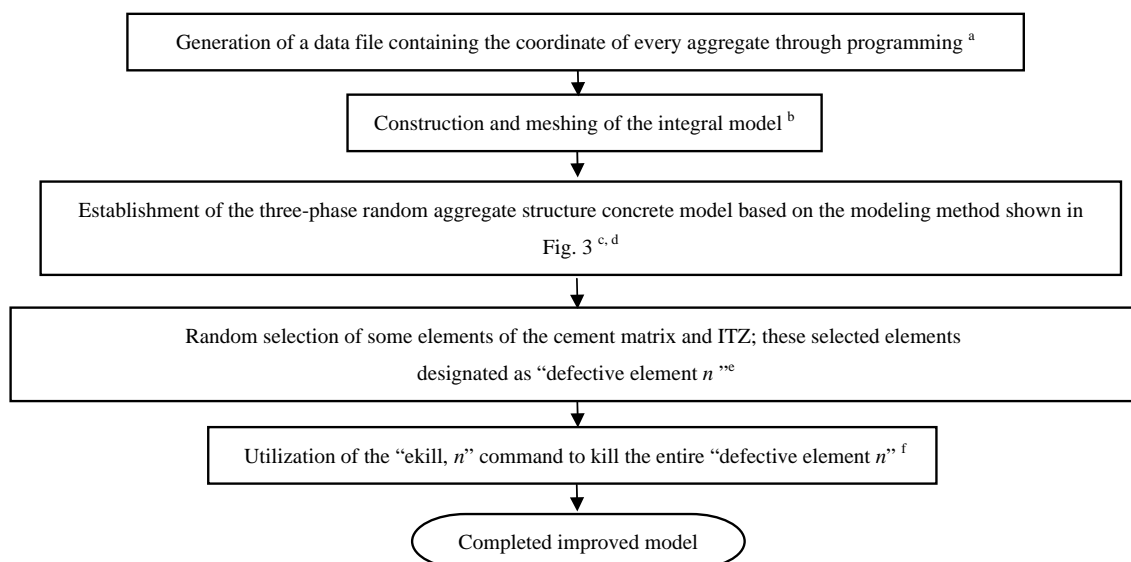 Generation of a data file containing the coordinate of every aggregate through programming a
Construction and meshing of the integral model b
Establishment of the three-phase random aggregate structure concrete model based on the modeling method shown in
Fig. 3 c, d
Random selection of some elements of the cement matrix and ITZ; these selected elements
designated as “defective element n ”e
Utilization of the “ekill, n” command to kill the entire “defective element n” f
Completed improved model